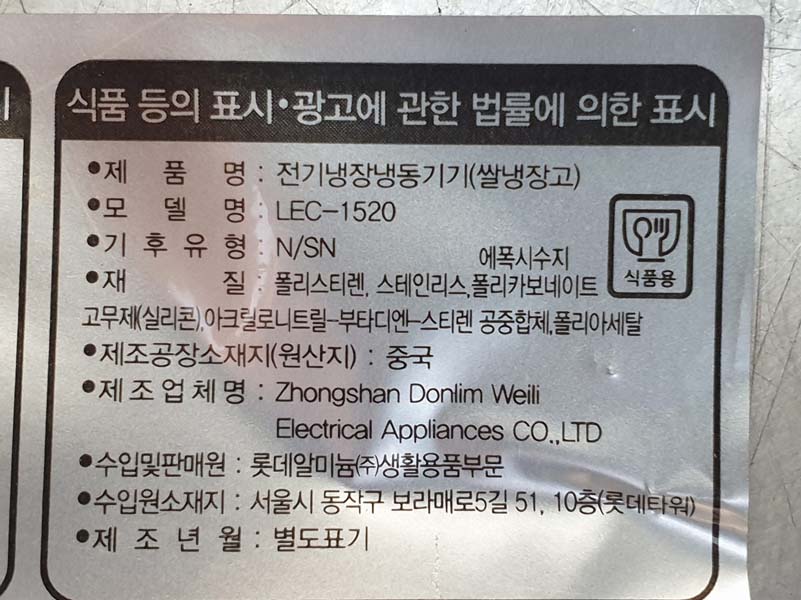 식품 등의 표시•광고에 관한 법률에 의한 표시
•제 품 명 : 전기냉장냉동기기(쌀냉장고)
•모 델 명 : LEC-1520
•기 후 유 형 : N/SN
에폭시수지
•재 질 : 폴리스티렌, 스테인리스,폴리카보네이트
식품용
고무제(실리콘),아크릴로니트릴-부타디엔-스티렌 공중합체,폴리아세탈
•제조공장소재지(원산지) : 중국
•제조업체명 : Zhongshan Donlim Weili
Electrical Appliances CO.,LTD
•수입및판매원 : 롯데알미늄㈜생활용품부문
•수입원소재지 : 서울시 동작구 보라매로5길 51, 10층(롯데타워)
•제 조 년 월 : 별도표기